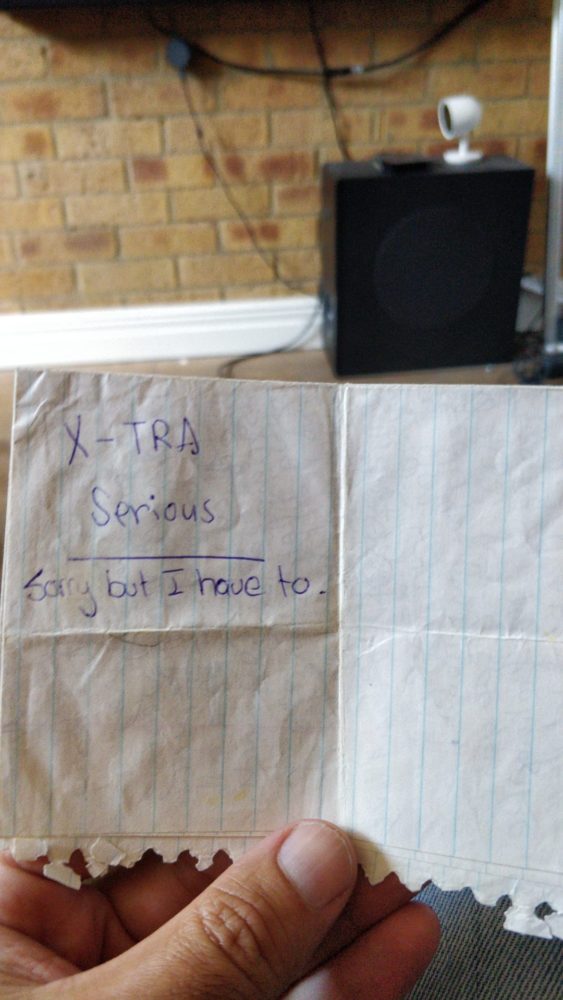 X-TRA
Serious
Sorry but I have to.